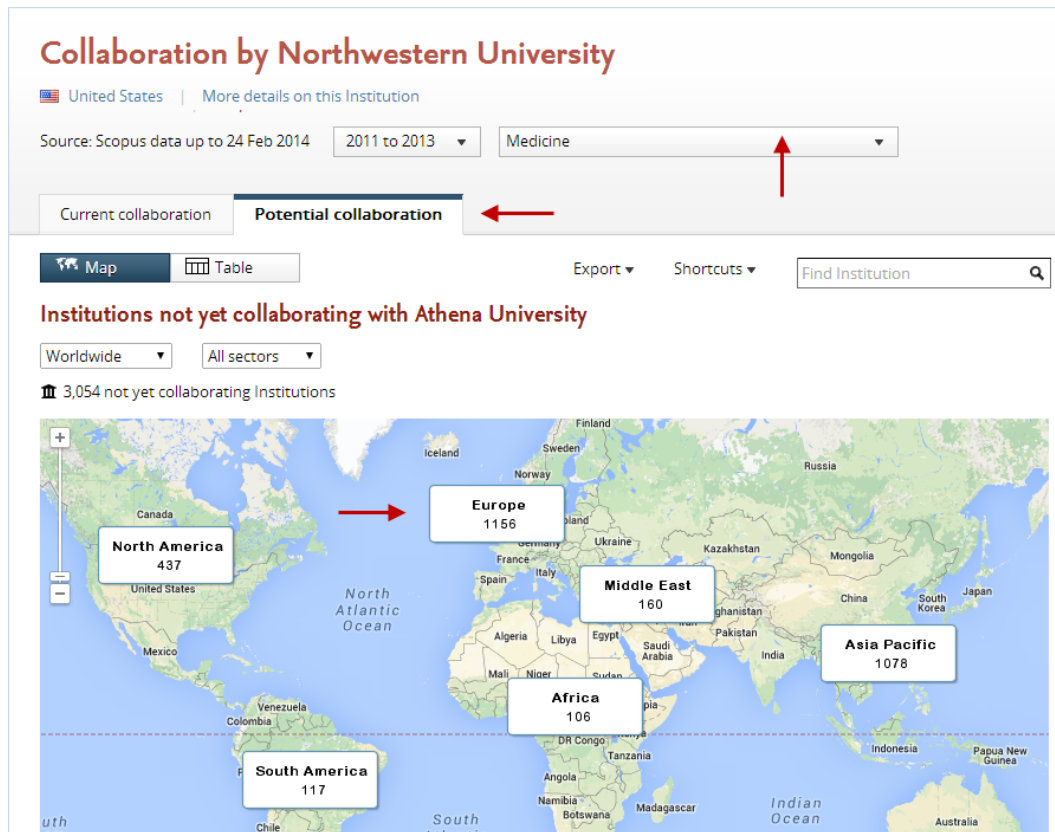 Collaboration by Northwestern University
United States | More details on this Institution
Source: Scopus data up to 24 Feb 2014 2011 to 2013 Medicine
Current collaboration Potential collaboration
Map Table Export Shortcuts Find Institution
Institutions not yet collaborating with Athena University
Worldwide All sectors
3,054 not yet collaborating Institutions
Finland
Iceland
Sweden
Norway
Russia
Europe
1156
Canada
oland
Ukraine
Germany
North America
437
Kazakhstan
Mongolia
France
Italy
Spain
United States
Middle East
160
North
Atlantic
Ocean
China
South
Korea
Japan
ghanistan
Pakistan
Algeria
Libya
Egypt
Saudi
Arabia
India
Asia Pacific
1078
Mexico
Mali
Niger
Sudan
Africa
106
pia
Venezuela
Colombia
Kenya
DR Congo
Tanzania
Indonesia
Papua New
Guinea
South America
117
Angola
Namibia
Botswana
Madagascar
Indian
Ocean
uth
South
Chile
Australia